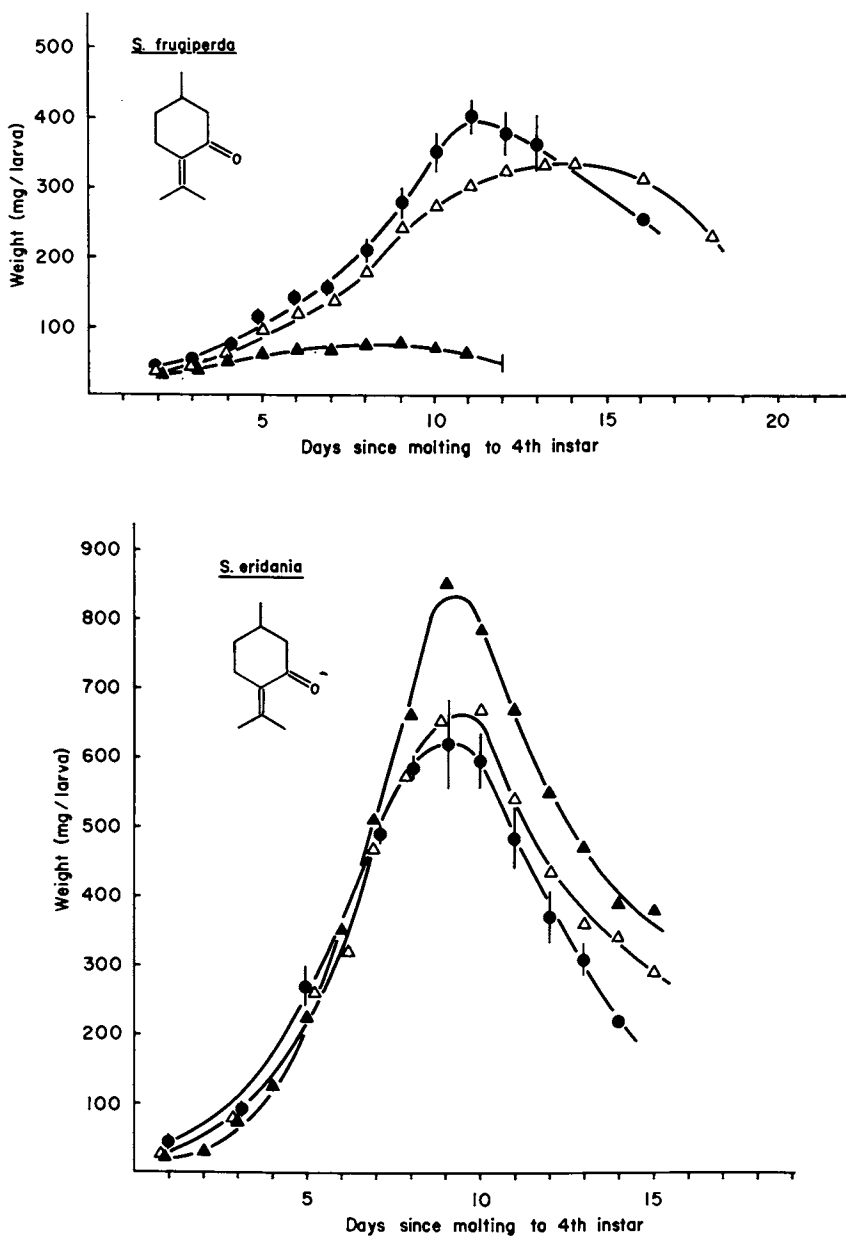 S. frugiperda
500
400
300
200
100
Weight (mg/larva)
O
5
10
15
20
Days since molting to 4th instar
S. eridania
900
800
700
600
500
400
300
200
100
Weight (mg/larva)
O
5
10
15
Days since molting to 4th instar